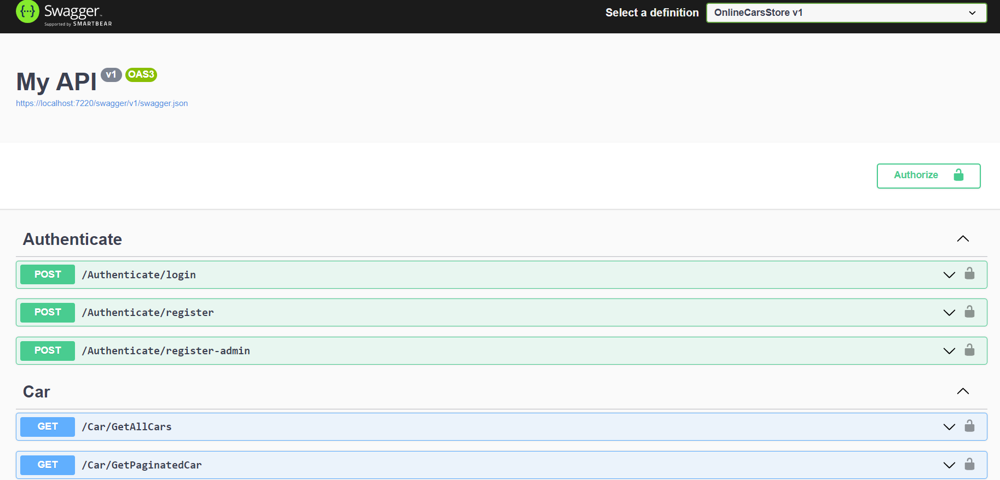 Swagger
Supported by SMARTBEAR
Select a definition
OnlineCarsStore v1
My API v1 OAS3
https://localhost:7220/swagger/v1/swagger.json
Authorize
Authenticate
POST /Authenticate/login
POST /Authenticate/register
POST /Authenticate/register-admin
Car
GET /Car/GetAllCars
GET /Car/GetPaginatedCar